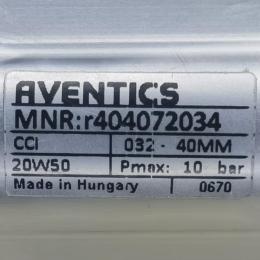 AVENTICS
MNR:r404072034
CCI 032 - 40MM
20W50 Pmax: 10 bar
Made in Hungary 0670